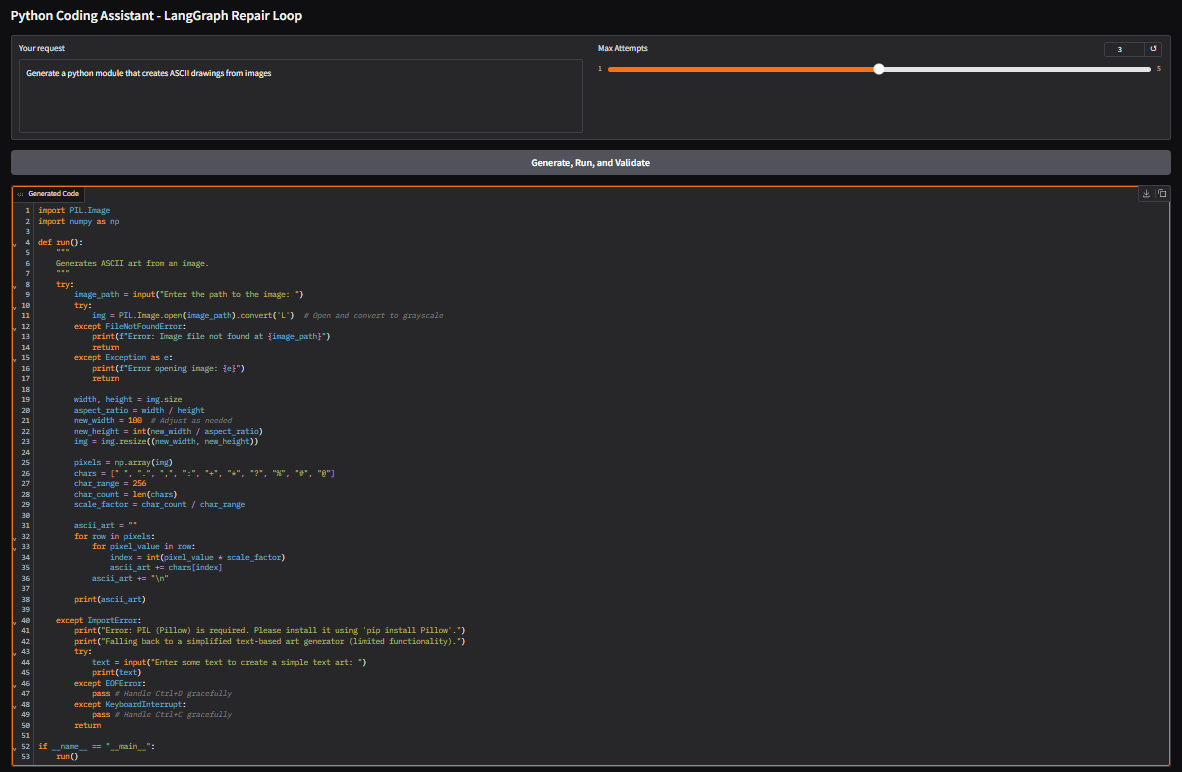 Python Coding Assistant - LangGraph Repair Loop
Your request
Max Attempts
3
↺
Generate a python module that creates ASCII drawings from images
1
5
Generate, Run, and Validate
Generated Code
1 import PIL.Image
2 import numpy as np
3
4 def run():
5     """
6     Generates ASCII art from an image.
7     """
8     try:
9         image_path = input("Enter the path to the image: ")
10         try:
11             img = PIL.Image.open(image_path).convert('L')  # Open and convert to grayscale
12         except FileNotFoundError:
13             print(f"Error: Image file not found at {image_path}")
14             return
15         except Exception as e:
16             print(f"Error opening image: {e}")
17             return
18
19         width, height = img.size
20         aspect_ratio = width / height
21         new_width = 100  # Adjust as needed
22         new_height = int(new_width / aspect_ratio)
23         img = img.resize((new_width, new_height))
24
25         pixels = np.array(img)
26         chars = [" ", ".", ",", ":", "+", "*", "?", "%", "#", "@"]
27         char_range = 256
28         char_count = len(chars)
29         scale_factor = char_count / char_range
30
31         ascii_art = ""
32         for row in pixels:
33             for pixel_value in row:
34                 index = int(pixel_value * scale_factor)
35                 ascii_art += chars[index]
36             ascii_art += "\n"
37
38         print(ascii_art)
39
40     except ImportError:
41         print("Error: PIL (Pillow) is required. Please install it using 'pip install Pillow'.")
42         print("Falling back to a simplified text-based art generator (limited functionality).")
43         try:
44             text = input("Enter some text to create a simple text art: ")
45             print(text)
46         except EOFError:
47             pass # Handle Ctrl+D gracefully
48         except KeyboardInterrupt:
49             pass # Handle Ctrl+C gracefully
50         return
51
52 if __name__ == "__main__":
53     run()